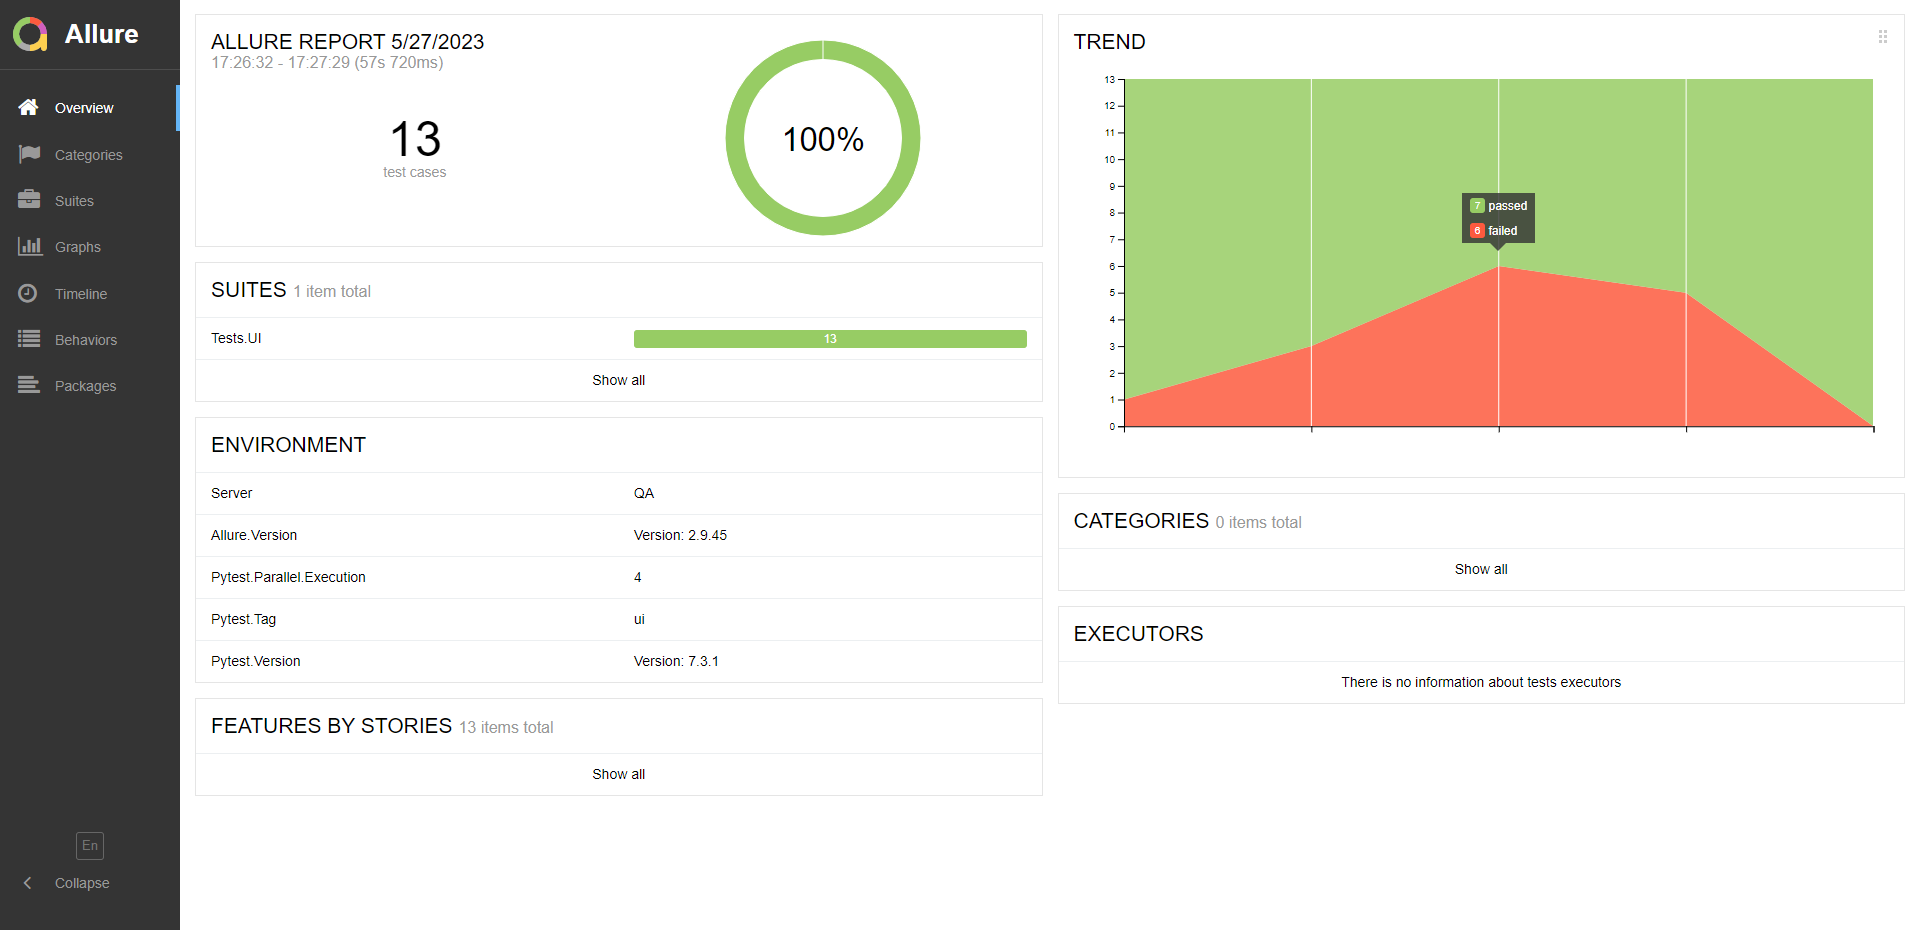 Allure
Overview
Categories
Suites
Graphs
Timeline
Behaviors
Packages
En
Collapse
ALLURE REPORT 5/27/2023
17:26:32 - 17:27:29 (57s 720ms)
13
test cases
100%
SUITES 1 item total
Tests.UI 13
Show all
ENVIRONMENT
Server QA
Allure.Version Version: 2.9.45
Pytest.Parallel.Execution 4
Pytest.Tag ui
Pytest.Version Version: 7.3.1
FEATURES BY STORIES 13 items total
Show all
TREND
13
12
11
10
9
8
7
6
5
4
3
2
1
0
7 passed
6 failed
CATEGORIES 0 items total
Show all
EXECUTORS
There is no information about tests executors